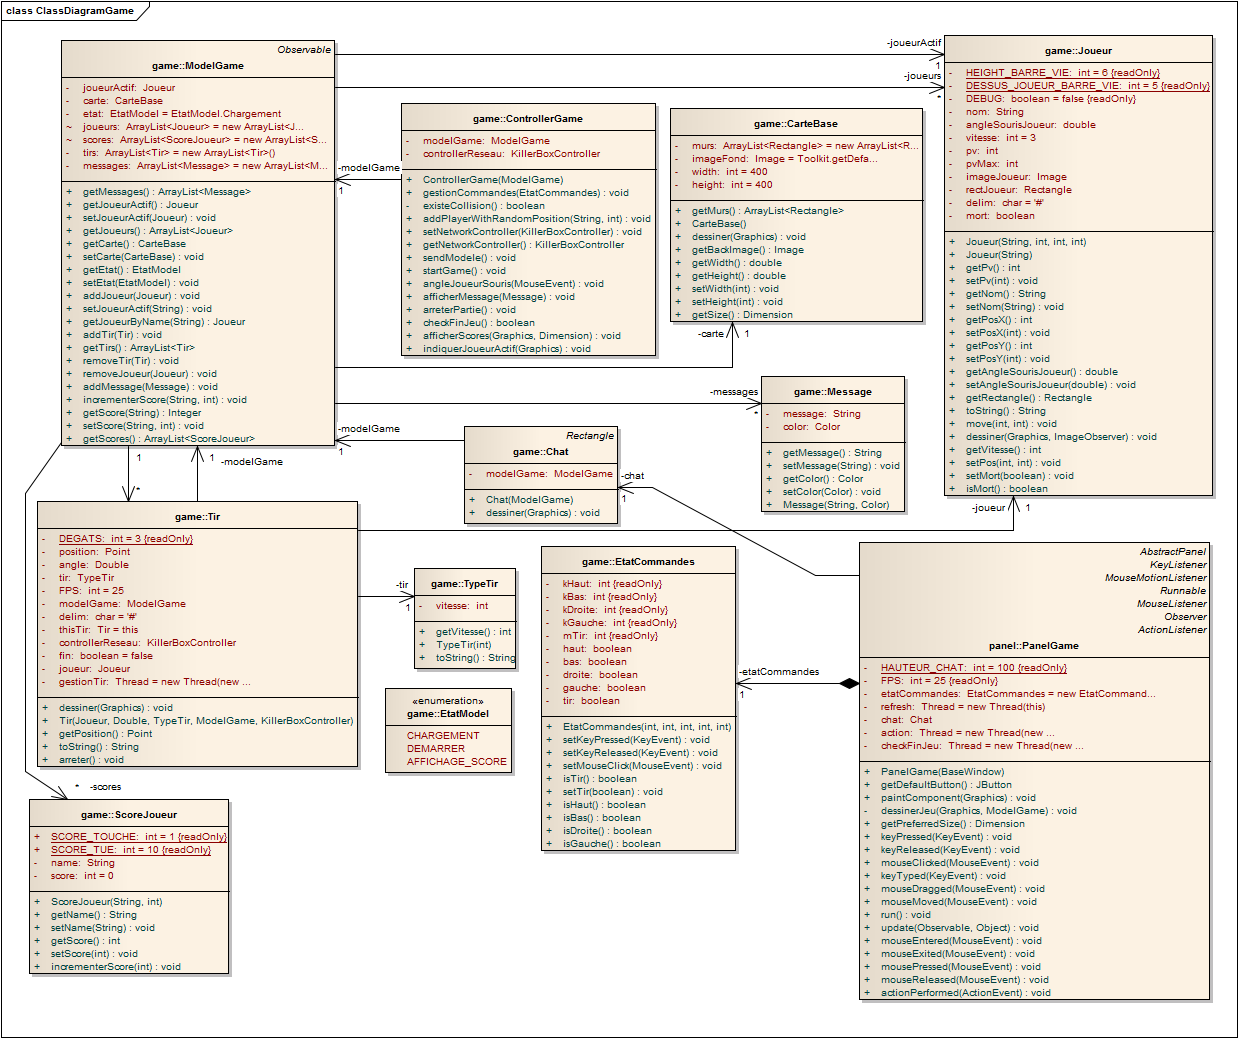 class ClassDiagramGame
Observable
game::ModelGame
- joueurActif: Joueur
- carte: CarteBase
- etat: EtatModel = EtatModel.Chargement
~ joueurs: ArrayList<Joueur> = new ArrayList<J...
~ scores: ArrayList<ScoreJoueur> = new ArrayList<S...
- tirs: ArrayList<Tir> = new ArrayList<Tir>()
- messages: ArrayList<Message> = new ArrayList<M...
+ getMessages() : ArrayList<Message>
+ getJoueurActif() : Joueur
+ setJoueurActif(Joueur) : void
+ getJoueurs() : ArrayList<Joueur>
+ getCarte() : CarteBase
+ setCarte(CarteBase) : void
+ getEtat() : EtatModel
+ setEtat(EtatModel) : void
+ addJoueur(Joueur) : void
+ setJoueurActif(String) : void
+ getJoueurByName(String) : Joueur
+ addTir(Tir) : void
+ getTirs() : ArrayList<Tir>
+ removeTir(Tir) : void
+ removeJoueur(Joueur) : void
+ addMessage(Message) : void
+ incrementerScore(String, int) : void
+ getScore(String) : Integer
+ setScore(String, int) : void
+ getScores() : ArrayList<ScoreJoueur>
game::ControllerGame
- modelGame: ModelGame
- controllerReseau: KillerBoxController
+ ControllerGame(ModelGame)
+ gestionCommandes(EtatCommandes) : void
- existeCollision() : boolean
+ addPlayerWithRandomPosition(String, int) : void
+ setNetworkController(KillerBoxController) : void
+ getNetworkController() : KillerBoxController
+ sendModele() : void
+ startGame() : void
+ angleJoueurSouris(MouseEvent) : void
+ afficherMessage(Message) : void
+ arreterPartie() : void
+ checkFinJeu() : boolean
+ afficherScores(Graphics, Dimension) : void
+ indiquerJoueurActif(Graphics) : void
-modelGame
1
game::CarteBase
- murs: ArrayList<Rectangle> = new ArrayList<R...
- imageFond: Image = Toolkit.getDefa...
- width: int = 400
- height: int = 400
+ getMurs() : ArrayList<Rectangle>
+ CarteBase()
+ dessiner(Graphics) : void
+ getBackImage() : Image
+ getWidth() : double
+ getHeight() : double
+ setWidth(int) : void
+ setHeight(int) : void
+ getSize() : Dimension
-carte
1
-joueurActif
1
-joueurs
*
game::Joueur
- HEIGHT_BARRE_VIE: int = 6 {readOnly}
- DESSUS_JOUEUR_BARRE_VIE: int = 5 {readOnly}
- DEBUG: boolean = false {readOnly}
- nom: String
- angleSourisJoueur: double
- vitesse: int = 3
- pv: int
- pvMax: int
- imageJoueur: Image
- rectJoueur: Rectangle
- delim: char = '#'
- mort: boolean
+ Joueur(String, int, int, int)
+ Joueur(String)
+ getPv() : int
+ setPv(int) : void
+ getNom() : String
+ setNom(String) : void
+ getPosX() : int
+ setPosX(int) : void
+ getPosY() : int
+ setPosY(int) : void
+ getAngleSourisJoueur() : double
+ setAngleSourisJoueur(double) : void
+ getRectangle() : Rectangle
+ toString() : String
+ move(int, int) : void
+ dessiner(Graphics, ImageObserver) : void
+ getVitesse() : int
+ setPos(int, int) : void
+ setMort(boolean) : void
+ isMort() : boolean
-joueur
1
-messages
*
game::Message
- message: String
- color: Color
+ getMessage() : String
+ setMessage(String) : void
+ getColor() : Color
+ setColor(Color) : void
+ Message(String, Color)
-modelGame
1
Rectangle
game::Chat
- modelGame: ModelGame
+ Chat(ModelGame)
+ dessiner(Graphics) : void
-chat
1
1
*
1
-modelGame
game::Tir
- DEGATS: int = 3 {readOnly}
- position: Point
- angle: Double
- tir: TypeTir
- FPS: int = 25
- modelGame: ModelGame
- delim: char = '#'
- thisTir: Tir = this
- controllerReseau: KillerBoxController
- fin: boolean = false
- joueur: Joueur
- gestionTir: Thread = new Thread(new ...
+ dessiner(Graphics) : void
+ Tir(Joueur, Double, TypeTir, ModelGame, KillerBoxController)
+ getPosition() : Point
+ toString() : String
+ arreter() : void
-tir
1
game::TypeTir
- vitesse: int
+ getVitesse() : int
+ TypeTir(int)
+ toString() : String
«enumeration»
game::EtatModel
CHARGEMENT
DEMARRER
AFFICHAGE_SCORE
game::EtatCommandes
- kHaut: int {readOnly}
- kBas: int {readOnly}
- kDroite: int {readOnly}
- kGauche: int {readOnly}
- mTir: int {readOnly}
- haut: boolean
- bas: boolean
- droite: boolean
- gauche: boolean
- tir: boolean
+ EtatCommandes(int, int, int, int, int)
+ setKeyPressed(KeyEvent) : void
+ setKeyReleased(KeyEvent) : void
+ setMouseClick(MouseEvent) : void
+ isTir() : boolean
+ setTir(boolean) : void
+ isHaut() : boolean
+ isBas() : boolean
+ isDroite() : boolean
+ isGauche() : boolean
-etatCommandes
1
AbstractPanel
KeyListener
MouseMotionListener
Runnable
MouseListener
Observer
ActionListener
panel::PanelGame
- HAUTEUR_CHAT: int = 100 {readOnly}
- FPS: int = 25 {readOnly}
- etatCommandes: EtatCommandes = new EtatCommand...
- refresh: Thread = new Thread(this)
- chat: Chat
- action: Thread = new Thread(new ...
- checkFinJeu: Thread = new Thread(new ...
+ PanelGame(BaseWindow)
+ getDefaultButton() : JButton
+ paintComponent(Graphics) : void
- dessinerJeu(Graphics, ModelGame) : void
+ getPreferredSize() : Dimension
+ keyPressed(KeyEvent) : void
+ keyReleased(KeyEvent) : void
+ mouseClicked(MouseEvent) : void
+ keyTyped(KeyEvent) : void
+ mouseDragged(MouseEvent) : void
+ mouseMoved(MouseEvent) : void
+ run() : void
+ update(Observable, Object) : void
+ mouseEntered(MouseEvent) : void
+ mouseExited(MouseEvent) : void
+ mousePressed(MouseEvent) : void
+ mouseReleased(MouseEvent) : void
+ actionPerformed(ActionEvent) : void
* -scores
game::ScoreJoueur
+ SCORE_TOUCHE: int = 1 {readOnly}
+ SCORE_TUE: int = 10 {readOnly}
- name: String
- score: int = 0
+ ScoreJoueur(String, int)
+ getName() : String
+ setName(String) : void
+ getScore() : int
+ setScore(int) : void
+ incrementerScore(int) : void